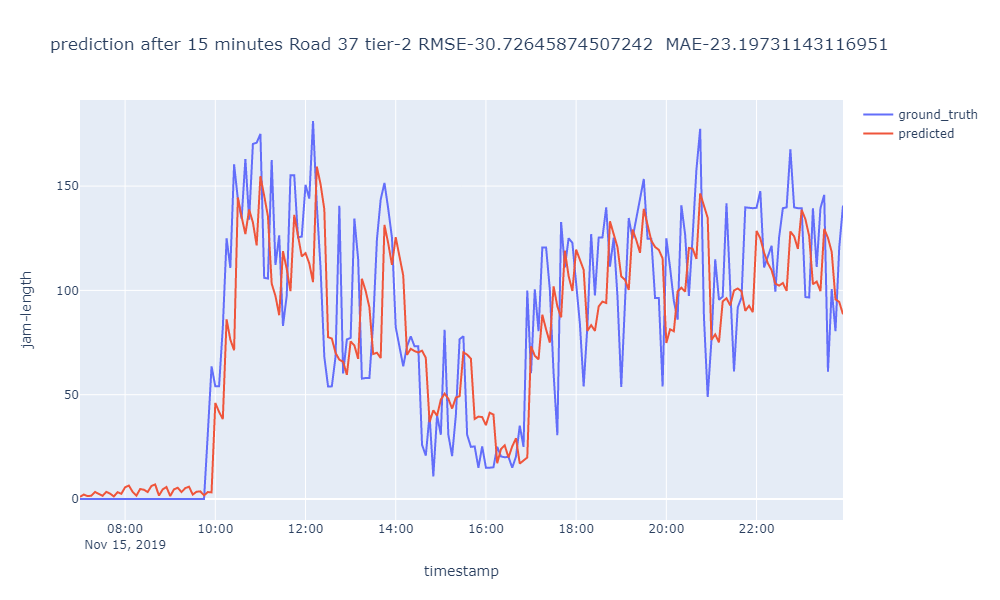 prediction after 15 minutes Road 37 tier-2 RMSE-30.72645874507242  MAE-23.19731143116951
ground_truth
predicted
150
100
50
0
jam-length
08:00 10:00 12:00 14:00 16:00 18:00 20:00 22:00
Nov 15, 2019
timestamp